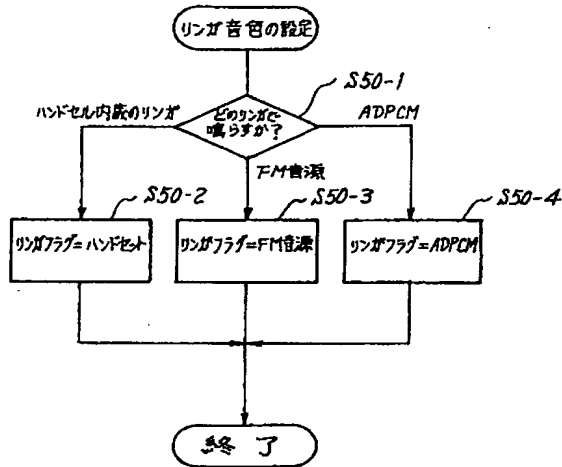 リンガ音色の設定
S50-1
ハンドセル内蔵のリンガ
どのリンガで
鳴らすか?
ADPCM
FM音源
S50-2
S50-3
S50-4
リンガフラグ=ハンドセット
リンガフラグ=FM音源
リンガフラグ=ADPCM
終了